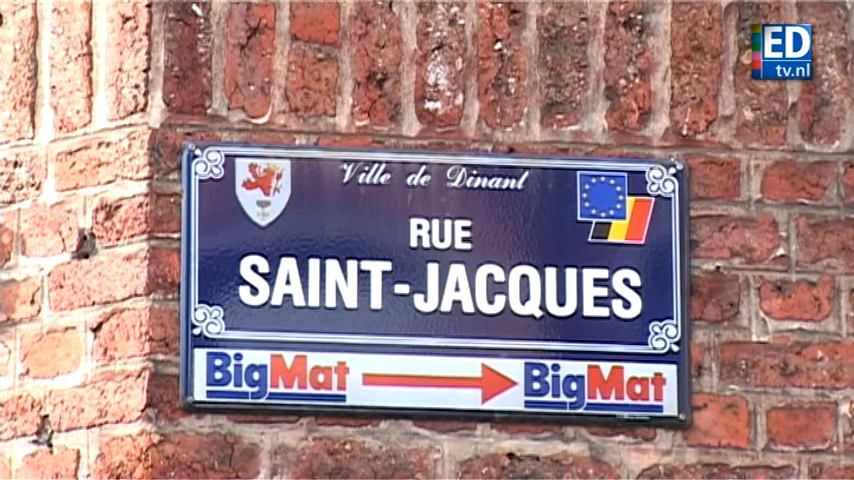 ED
tv.nl
Ville de Dinant
RUE
SAINT-JACQUES
BigMat BigMat